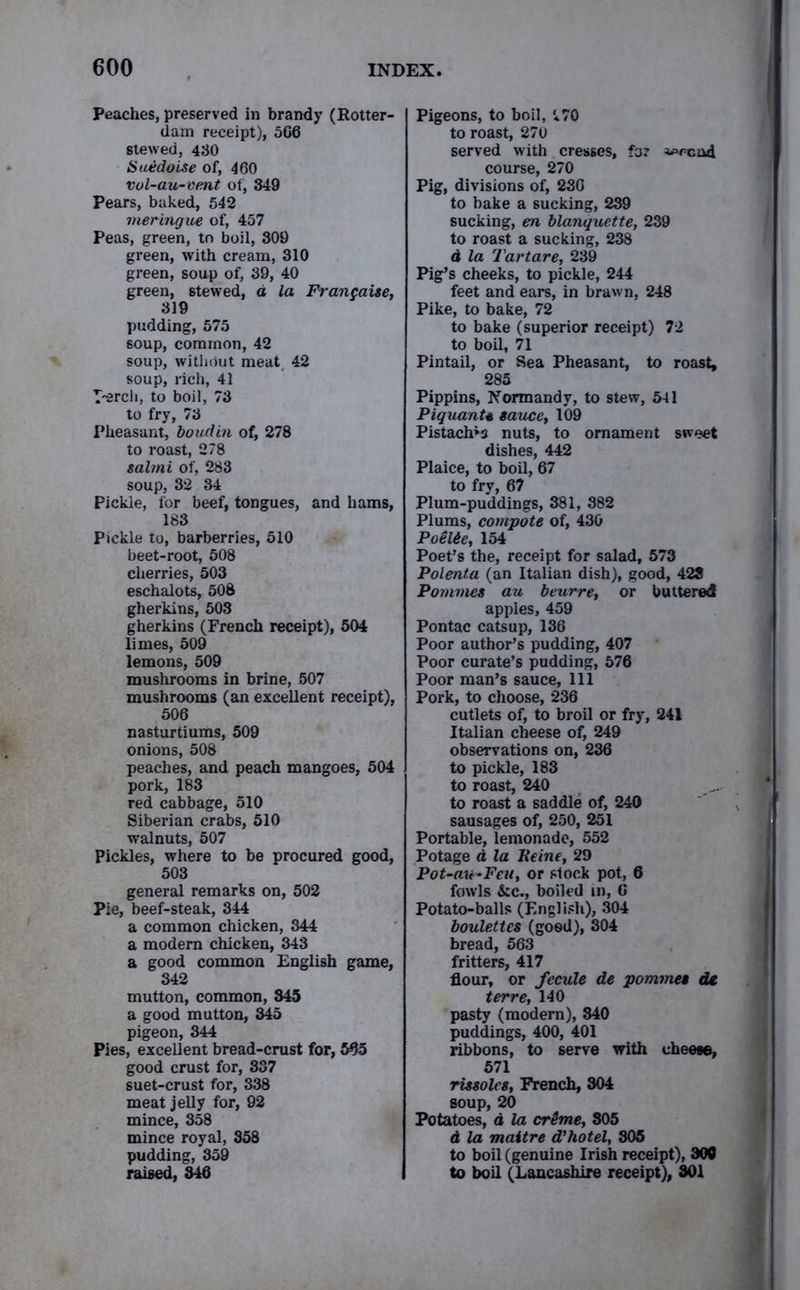 600
INDEX.
Peaches, preserved in brandy (Rotter-
dam receipt), 566
stewed, 430
Suèdoise of, 460
vol-au-vent of, 349
Pears, baked, 542
meringue of, 457
Peas, green, to boil, 309
green, with cream, 310
green, soup of, 39, 40
green, stewed, à la Française,
319
pudding, 575
soup, common, 42
soup, without meat, 42
soup, rich, 41
Perch, to boil, 73
to fry, 73
Pheasant, boudin of, 278
to roast, 278
salmi of, 283
soup, 32 34
Pickle, for beef, tongues, and hams,
183
Pickle to, barberries, 510
beet-root, 508
cherries, 503
eschalots, 508
gherkins, 503
gherkins (French receipt), 504
limes, 509
lemons, 509
mushrooms in brine, 507
mushrooms (an excellent receipt),
506
nasturtiums, 509
onions, 508
peaches, and peach mangoes, 504
pork, 183
red cabbage, 510
Siberian crabs, 510
walnuts, 507
Pickles, where to be procured good,
503
general remarks on, 502
Pie, beef-steak, 344
a common chicken, 344
a modern chicken, 343
a good common English game,
342
mutton, common, 345
a good mutton, 345
pigeon, 344
Pies, excellent bread-crust for,
good crust for, 337
suet-crust for, 338
meat jelly for, 92
mince, 358
mince royal, 358
pudding, 359
raised, 346
Pigeons, to boil, 270
to roast, 270
served with cresses, for second
course, 270
Pig, divisions of, 236
to bake a sucking, 239
sucking, en blanquette, 239
to roast a sucking, 238
à la Tartare, 239
Pig's cheeks, to pickle, 244
feet and ears, in brawn, 248
Pike, to bake, 72
to bake (superior receipt) 72
to boil, 71
Pintail, or Sea Pheasant, to roast,
285
Pippins, Normandy, to stew, 541
Piquante sauce, 109
Pistachio nuts, to ornament sweet
dishes, 442
Plaice, to boil, 67
to fry, 67
Plum-puddings, 381, 382
Plums, compote of, 430
Poêlée, 154
Poet's the, receipt for salad, 573
Polenta (an Italian dish), good, 428
Pommes au beurre, or buttered
apples, 459
Pontac catsup, 136
Poor author's pudding, 407
Poor curate's pudding, 576
Poor man's sauce, 111
Pork, to choose, 236
cutlets of, to broil or fry, 241
Italian cheese of, 249
observations on, 236
to pickle, 183
to roast, 240
to roast a saddle of, 240
sausages of, 250, 251
Portable, lemonade, 552
Potage à la Reine, 29
Pot-au-Feu, or stock pot, 6
fowls &c., boiled in, 6
Potato-balls (English), 304
boulettes (good), 304
bread, 563
fritters, 417
flour, or fecule de pommes de
terre, 140
pasty (modern), 340
puddings, 400, 401
ribbons, to serve with cheese,
571
rissoles, French, 304
soup, 20
Potatoes, à la crême, 305
à la maitre d'hotel, 305
to boil (genuine Irish receipt), 300
to boil (Lancashire receipt), 301